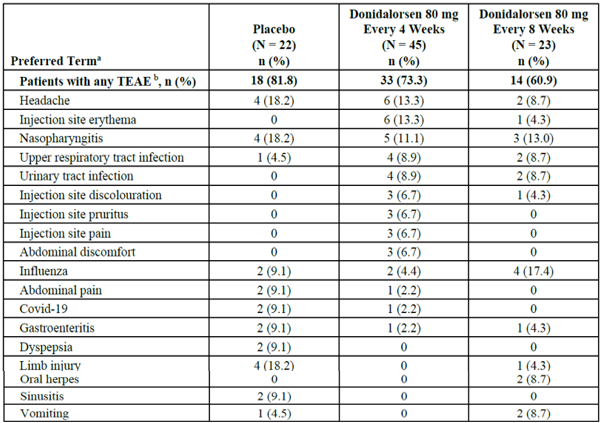 Preferred Termᵃ Placebo (N = 22) n (%) Donidalorsen 80 mg Every 4 Weeks (N = 45) n (%) Donidalorsen 80 mg Every 8 Weeks (N = 23) n (%)
Patients with any TEAE ᵇ, n (%) 18 (81.8) 33 (73.3) 14 (60.9)
Headache 4 (18.2) 6 (13.3) 2 (8.7)
Injection site erythema 0 6 (13.3) 1 (4.3)
Nasopharyngitis 4 (18.2) 5 (11.1) 3 (13.0)
Upper respiratory tract infection 1 (4.5) 4 (8.9) 2 (8.7)
Urinary tract infection 0 4 (8.9) 2 (8.7)
Injection site discolouration 0 3 (6.7) 1 (4.3)
Injection site pruritus 0 3 (6.7) 0
Injection site pain 0 3 (6.7) 0
Abdominal discomfort 0 3 (6.7) 0
Influenza 2 (9.1) 2 (4.4) 4 (17.4)
Abdominal pain 2 (9.1) 1 (2.2) 0
Covid-19 2 (9.1) 1 (2.2) 0
Gastroenteritis 2 (9.1) 1 (2.2) 1 (4.3)
Dyspepsia 2 (9.1) 0 0
Limb injury 4 (18.2) 0 1 (4.3)
Oral herpes 0 0 2 (8.7)
Sinusitis 2 (9.1) 0 0
Vomiting 1 (4.5) 0 2 (8.7)